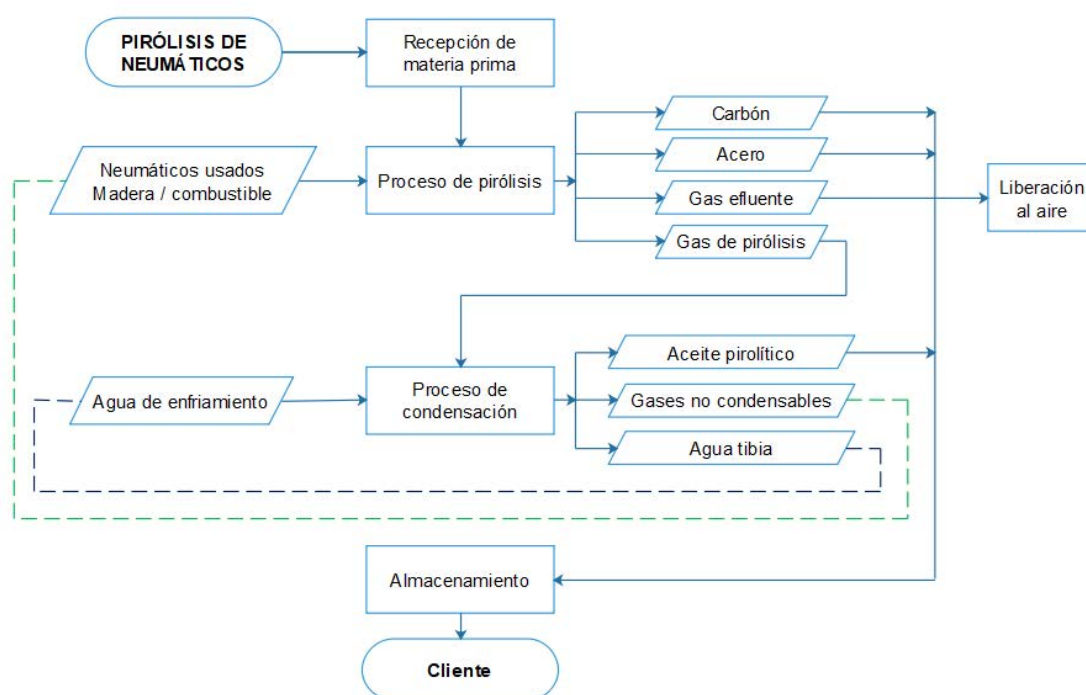 PIRÓLISIS DE
NEUMÁTICOS
Recepción de
materia prima
Neumáticos usados
Madera / combustible
Proceso de pirólisis
Carbón
Acero
Gas efluente
Gas de pirólisis
Liberación
al aire
Agua de enfriamiento
Proceso de
condensación
Aceite pirolítico
Gases no condensables
Agua tibia
Almacenamiento
Cliente